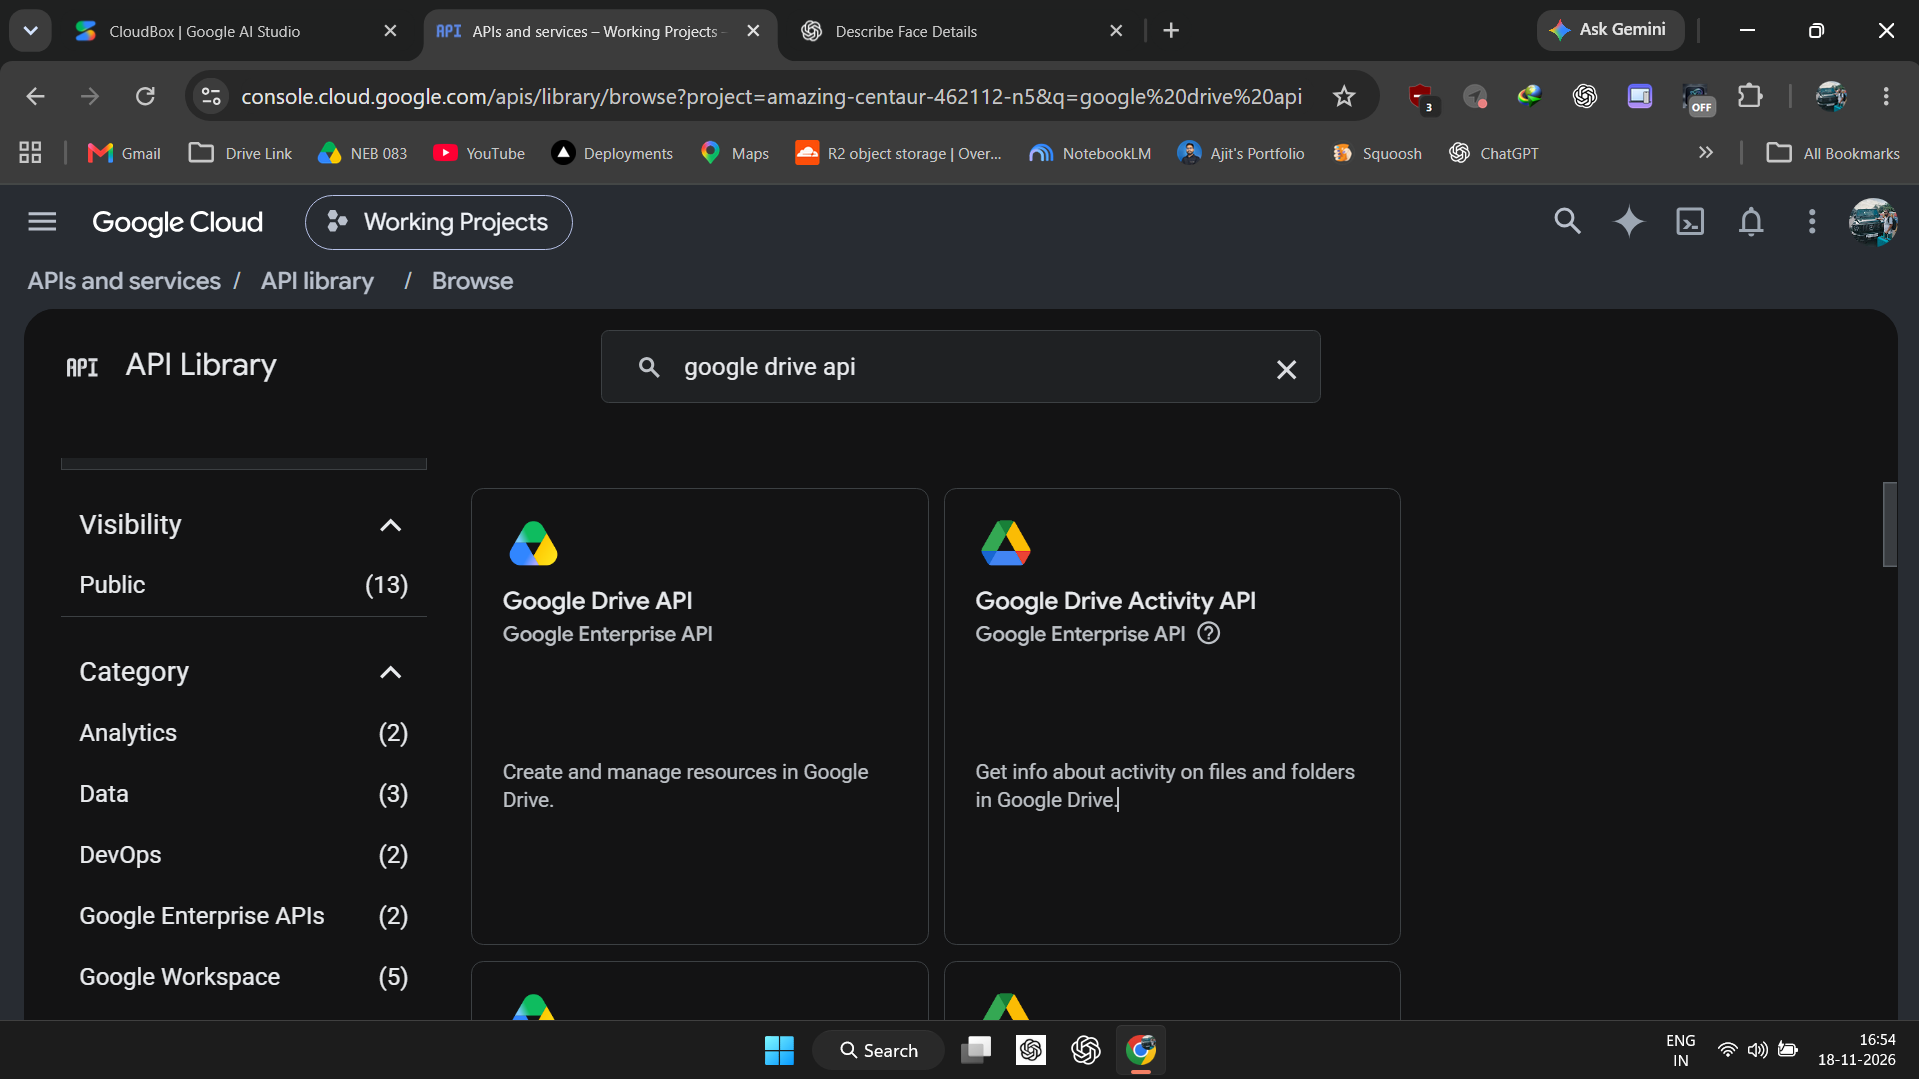 CloudBox | Google AI Studio
API APIs and services – Working Projects -
Describe Face Details
Ask Gemini
console.cloud.google.com/apis/library/browse?project=amazing-centaur-462112-n5&q=google%20drive%20api
3
OFF
Gmail
Drive Link
NEB 083
YouTube
Deployments
Maps
R2 object storage | Over...
NotebookLM
Ajit's Portfolio
Squoosh
ChatGPT
All Bookmarks
Google Cloud
Working Projects
APIs and services / API library / Browse
API API Library
google drive api
Visibility
Public (13)
Category
Analytics (2)
Data (3)
DevOps (2)
Google Enterprise APIs (2)
Google Workspace (5)
Google Drive API
Google Enterprise API
Create and manage resources in Google
Drive.
Google Drive Activity API
Google Enterprise API
Get info about activity on files and folders
in Google Drive.
Search
ENG
IN
16:54
18-11-2026